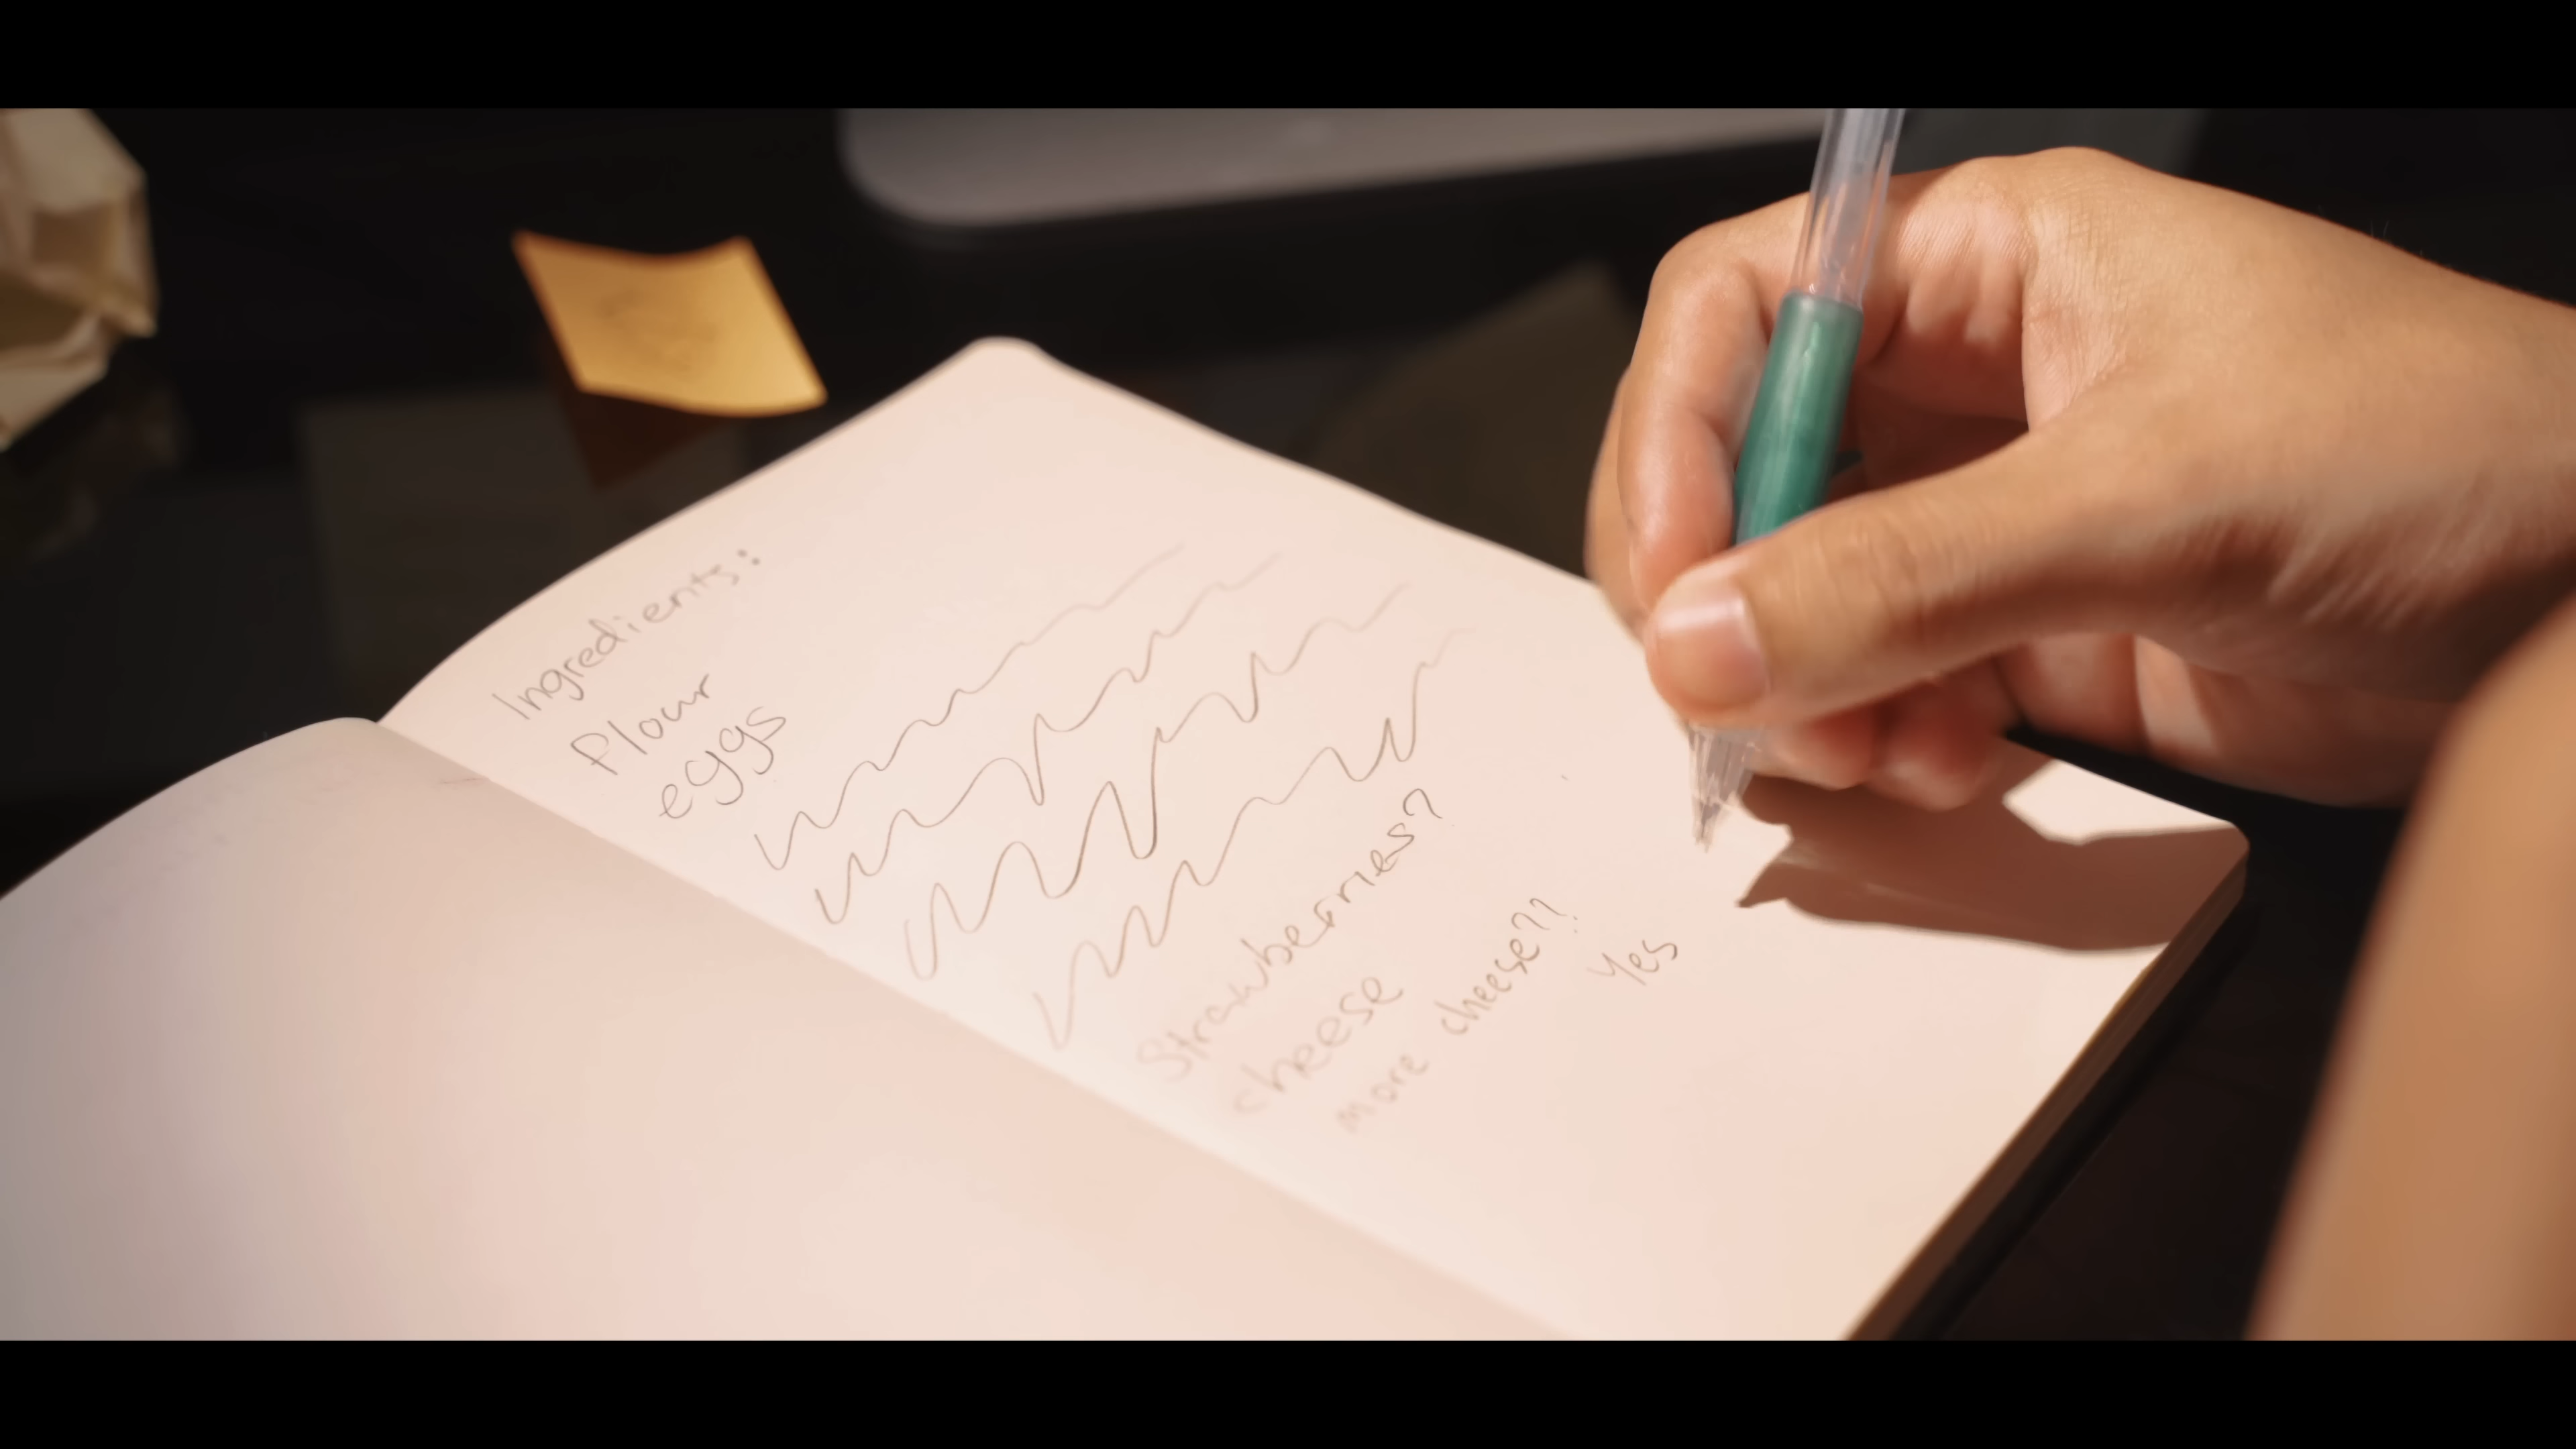 Ingredients:
flour
eggs
Strawberries?
cheese
more cheese??
Yes